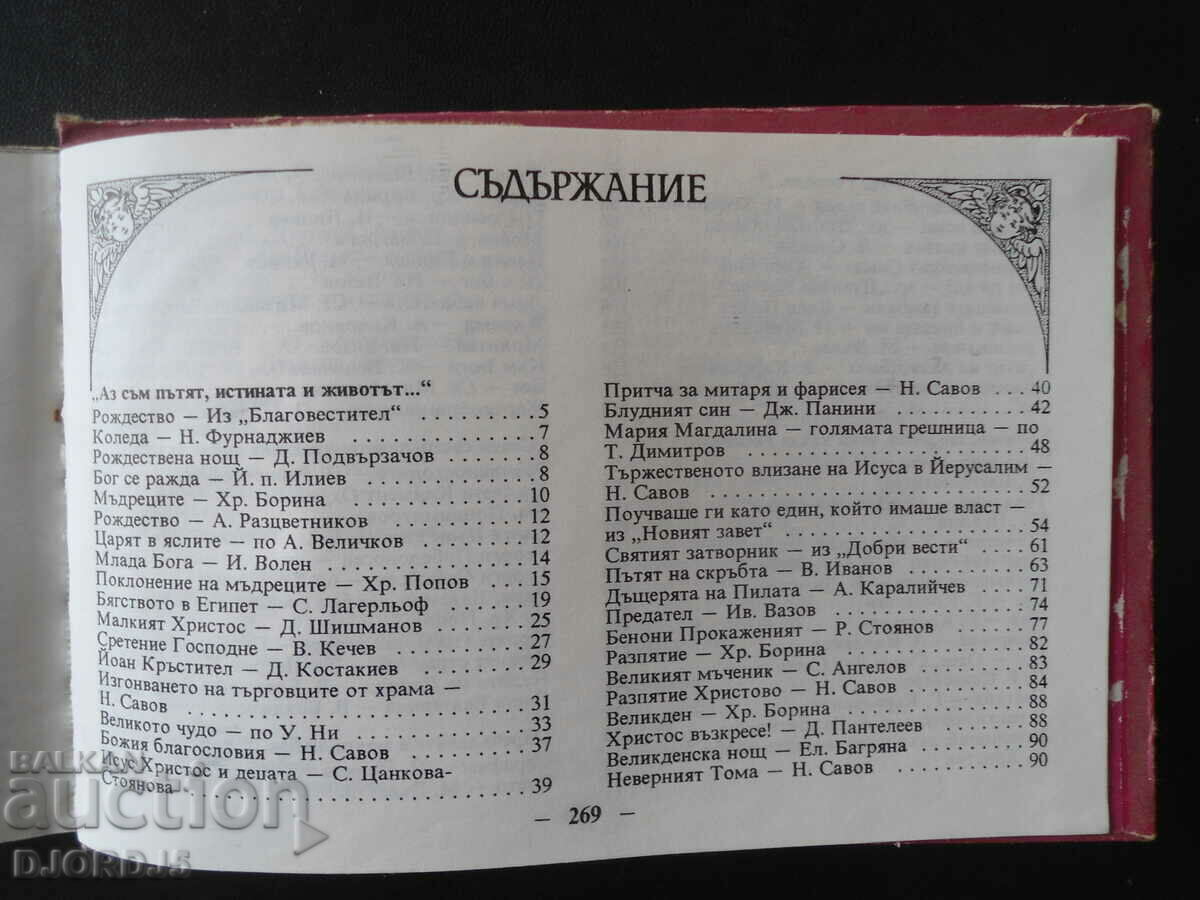 СЪДЪРЖАНИЕ
„Аз съм пътят, истината и животът..."
Рождество — Из „Благовестител“ . . . . . . . . . 5
Коледа — Н. Фурнаджиев . . . . . . . . . . . . . . 7
Рождествена нощ — Д. Подвързачов . . . . . . . 8
Бог се ражда — Й. п. Илиев . . . . . . . . . . . . 8
Мъдреците — Хр. Борина . . . . . . . . . . . . . . 10
Рождество — А. Разцветников . . . . . . . . . . . 12
Царят в яслите — по А. Величков . . . . . . . . . 12
Млада Бога — И. Волен . . . . . . . . . . . . . . . 14
Поклонение на мъдреците — Хр. Попов . . . . . 15
Бягството в Египет — С. Лагерльоф . . . . . . . 19
Малкият Христос — Д. Шишманов . . . . . . . . 25
Сретение Господне — В. Кечев . . . . . . . . . . . 27
Йоан Кръстител — Д. Костакиев . . . . . . . . . . 29
Изгонването на търговците от храма —
Н. Савов . . . . . . . . . . . . . . . . . . . . . . . . 31
Великото чудо — по У. Ни . . . . . . . . . . . . . 33
Божия благословия — Н. Савов . . . . . . . . . . 37
Исус Христос и децата — С. Цанкова-
Стоянова . . . . . . . . . . . . . . . . . . . . . . . 39
Притча за митаря и фарисея — Н. Савов . . . 40
Блудният син — Дж. Панини . . . . . . . . . . 42
Мария Магдалина — голямата грешница — по
Т. Димитров . . . . . . . . . . . . . . . . . . . . . . 48
Тържественото влизане на Исуса в Йерусалим —
Н. Савов . . . . . . . . . . . . . . . . . . . . . . . . 52
Поучваше ги като един, който имаше власт —
из „Новият завет“ . . . . . . . . . . . . . . . . . . 54
Святият затворник — из „Добри вести“ . . . . 61
Пътят на скръбта — В. Иванов . . . . . . . . . . 63
Дъщерята на Пилата — А. Каралийчев . . . . . 71
Предател — Ив. Вазов . . . . . . . . . . . . . . . . 74
Бенони Прокаженият — Р. Стоянов . . . . . . . 77
Разпятие — Хр. Борина . . . . . . . . . . . . . . . 82
Великият мъченик — С. Ангелов . . . . . . . . . 83
Разпятие Христово — Н. Савов . . . . . . . . . . 84
Великден — Хр. Борина . . . . . . . . . . . . . . . 88
Христос възкресе! — Д. Пантелеев . . . . . . . . 88
Великденска нощ — Ел. Багряна . . . . . . . . . 90
Неверният Тома — Н. Савов . . . . . . . . . . . . 90
— 269 —
БАЛКАН
auction
DJORDJ5